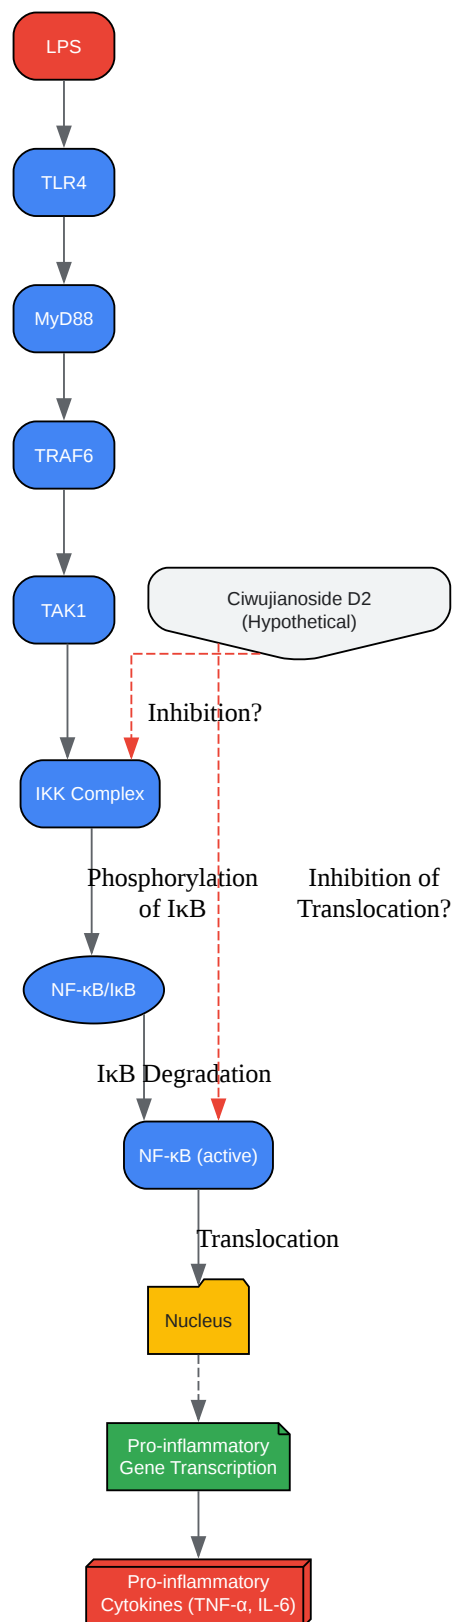 LPS
TLR4
MyD88
TRAF6
TAK1
Ciwujianoside D2
(Hypothetical)
Inhibition?
IKK Complex
Phosphorylation
of IκB
Inhibition of
Translocation?
NF-κB/IκB
IκB Degradation
NF-κB (active)
Translocation
Nucleus
Pro-inflammatory
Gene Transcription
Pro-inflammatory
Cytokines (TNF-α, IL-6)